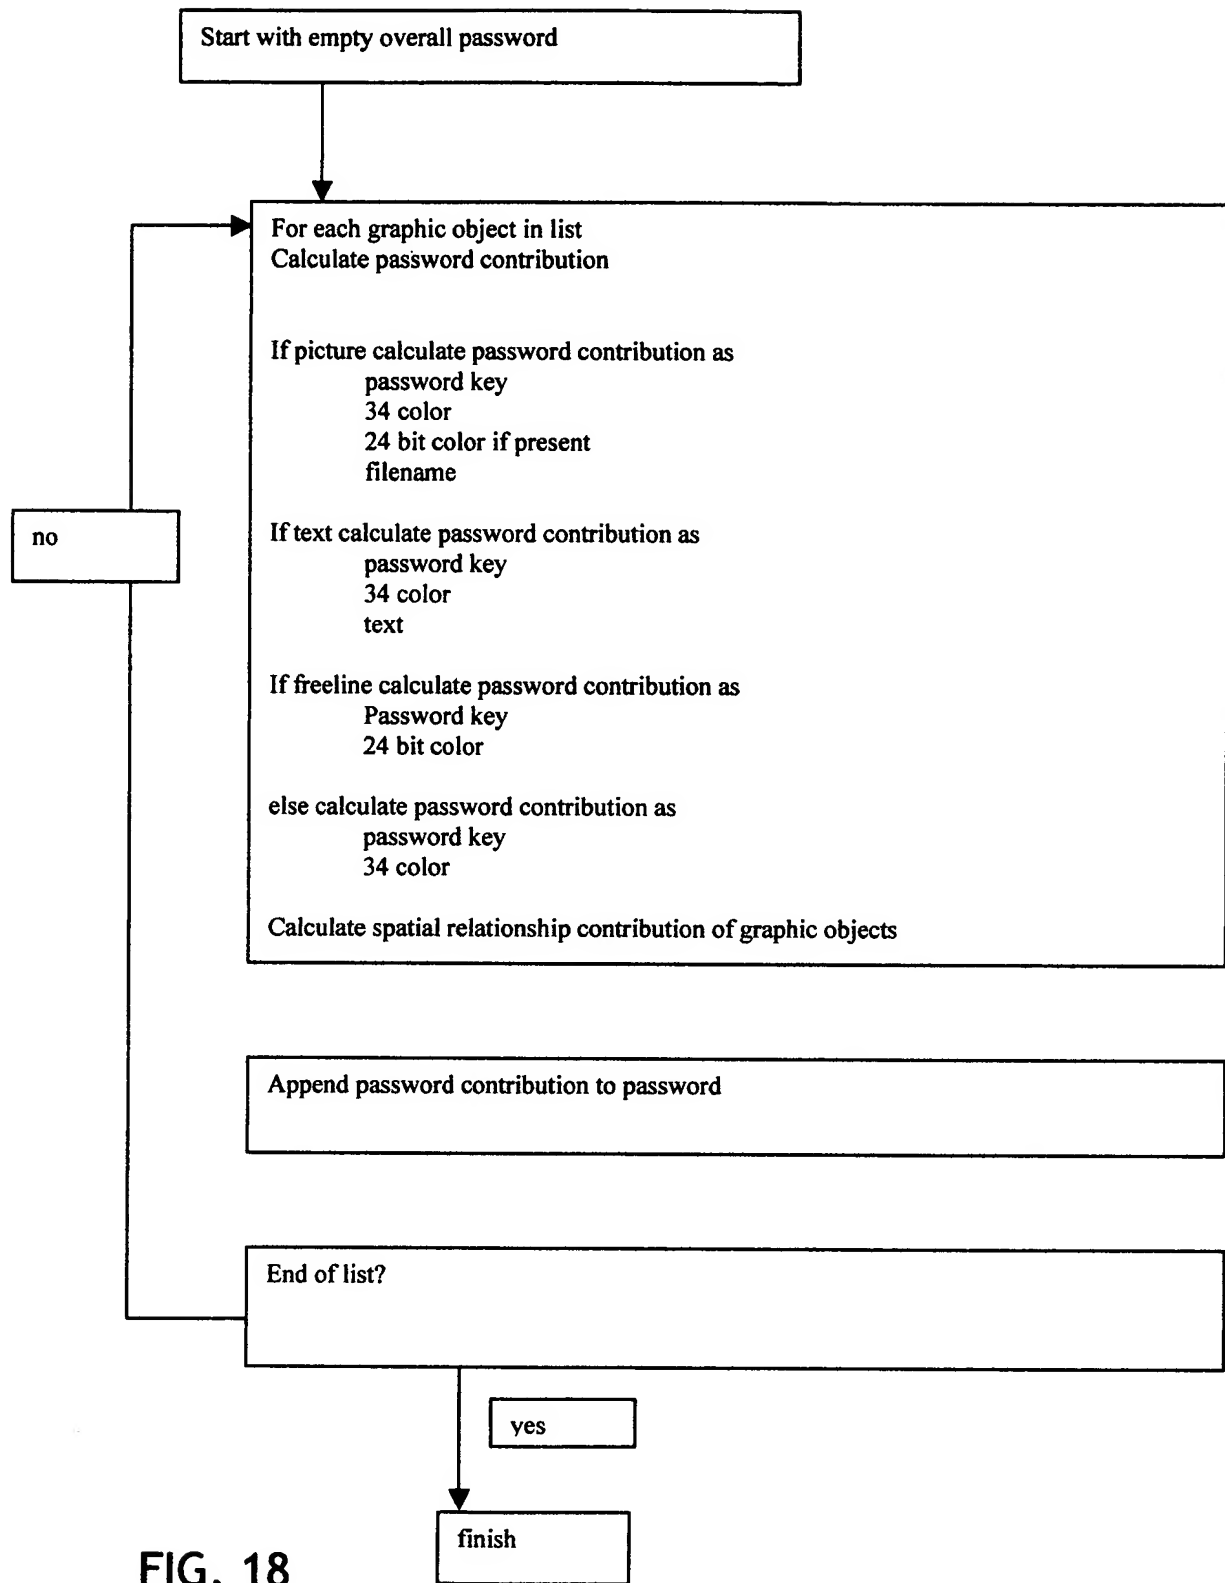 Start with empty overall password
For each graphic object in list
Calculate password contribution
If picture calculate password contribution as
password key
34 color
24 bit color if present
filename
no
If text calculate password contribution as
password key
34 color
text
If freeline calculate password contribution as
Password key
24 bit color
else calculate password contribution as
password key
34 color
Calculate spatial relationship contribution of graphic objects
Append password contribution to password
End of list?
yes
finish
FIG. 18